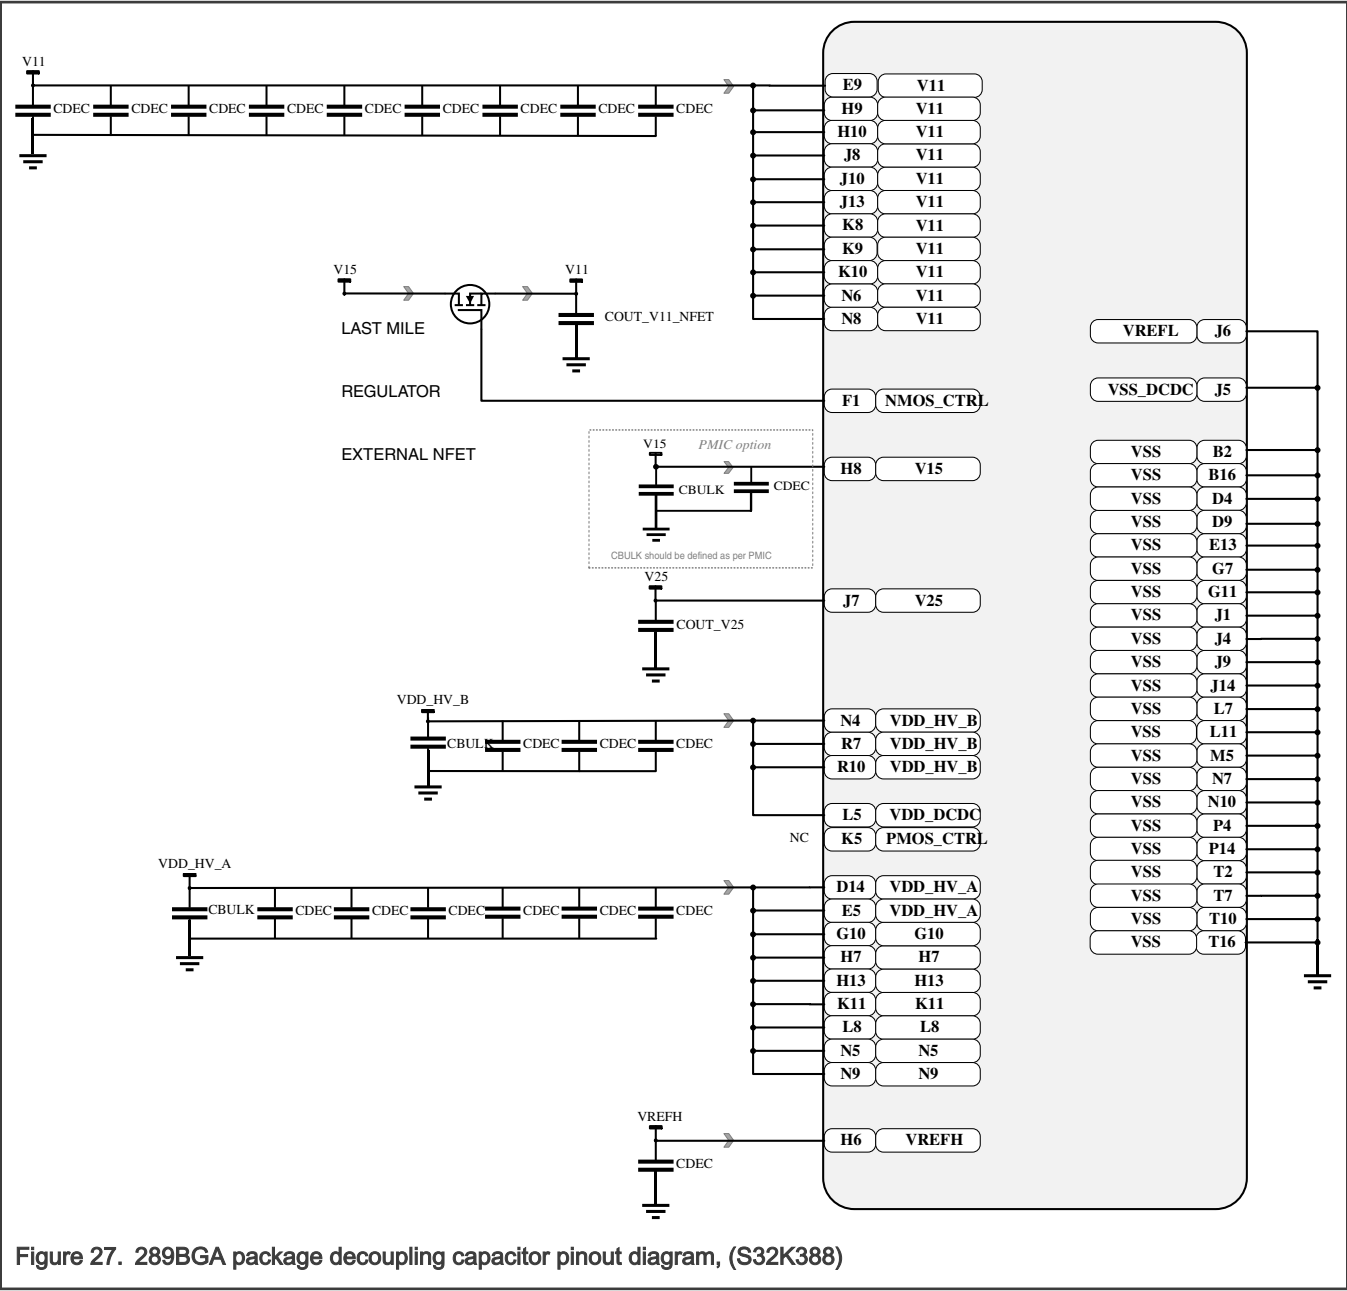 V11
CDEC CDEC CDEC CDEC CDEC CDEC CDEC CDEC CDEC
E9 V11
H9 V11
H10 V11
J8 V11
J10 V11
J13 V11
K8 V11
K9 V11
K10 V11
N6 V11
N8 V11
V15 V11
COUT_V11_NFET
LAST MILE
REGULATOR
EXTERNAL NFET
F1 NMOS_CTRL
V15 PMIC option
CBULK CDEC
CBULK should be defined as per PMIC
H8 V15
V25
COUT_V25
J7 V25
VDD_HV_B
CBULK CDEC CDEC CDEC
N4 VDD_HV_B
R7 VDD_HV_B
R10 VDD_HV_B
L5 VDD_DCDC
NC K5 PMOS_CTRL
VDD_HV_A
CBULK CDEC CDEC CDEC CDEC CDEC CDEC
D14 VDD_HV_A
E5 VDD_HV_A
G10 G10
H7 H7
H13 H13
K11 K11
L8 L8
N5 N5
N9 N9
VREFH
CDEC
H6 VREFH
VREFL J6
VSS_DCDC J5
VSS B2
VSS B16
VSS D4
VSS D9
VSS E13
VSS G7
VSS G11
VSS J1
VSS J4
VSS J9
VSS J14
VSS L7
VSS L11
VSS M5
VSS N7
VSS N10
VSS P4
VSS P14
VSS T2
VSS T7
VSS T10
VSS T16
Figure 27. 289BGA package decoupling capacitor pinout diagram, (S32K388)